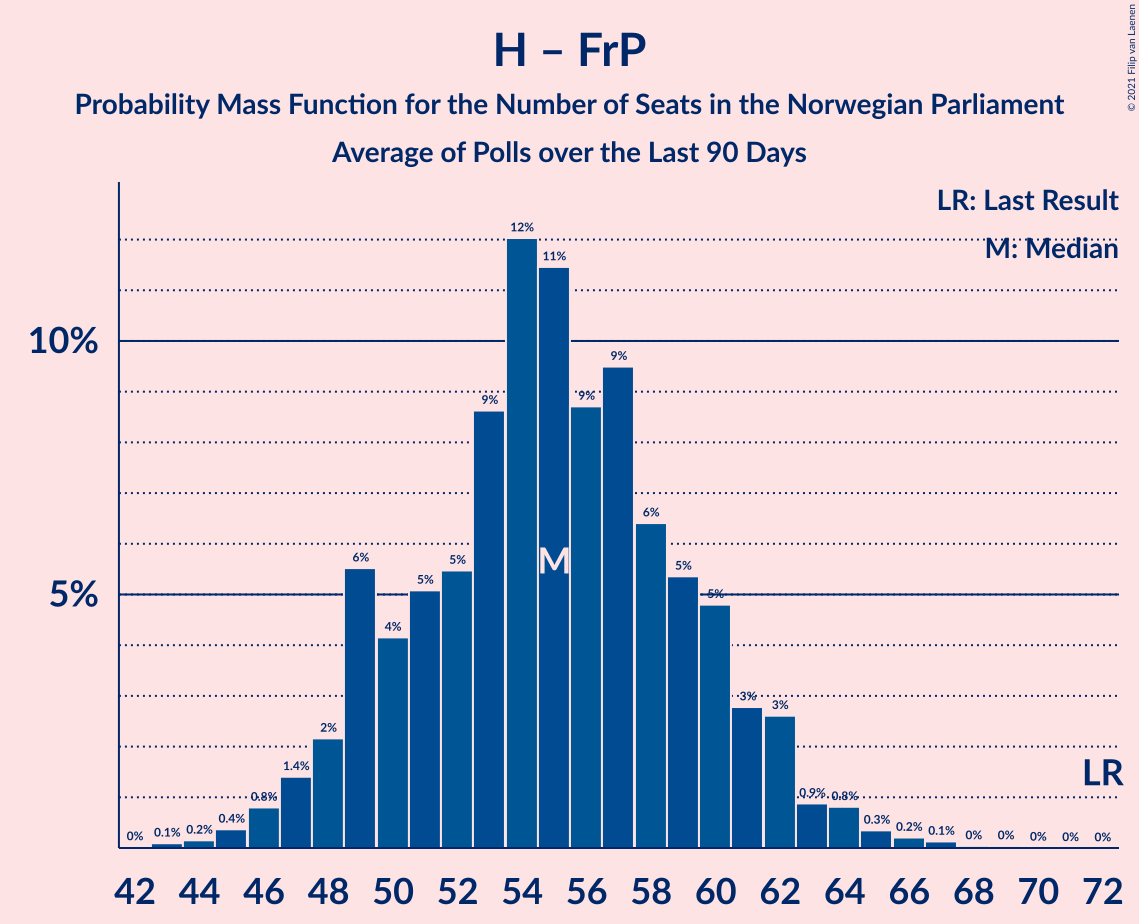 © 2021 Filip van Laenen
H – FrP
Probability Mass Function for the Number of Seats in the Norwegian Parliament
Average of Polls over the Last 90 Days
LR: Last Result
M: Median
10%
5%
0% 0.1% 0.2% 0.4% 0.8% 1.4% 2% 6% 4% 5% 5% 9% 12% 11% 9% 9% 6% 5% 5% 3% 3% 0.9% 0.8% 0.3% 0.2% 0.1% 0% 0% 0% 0% 0%
M
LR
42 44 46 48 50 52 54 56 58 60 62 64 66 68 70 72